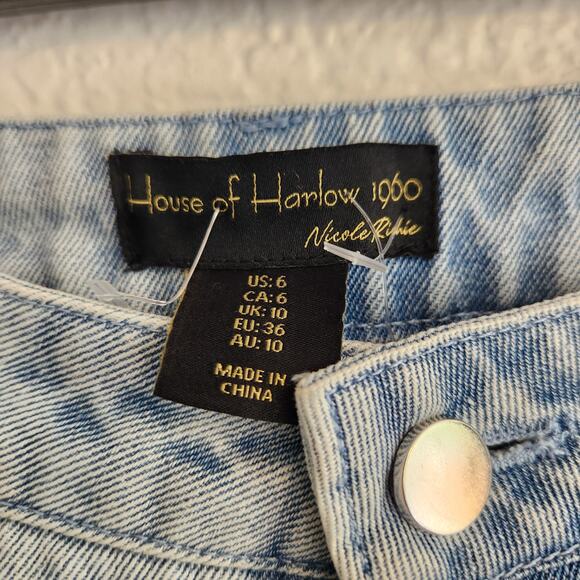 House of Harlow 1960
Nicole Richie
US: 6
CA: 6
UK: 10
EU: 36
AU: 10
MADE IN
CHINA